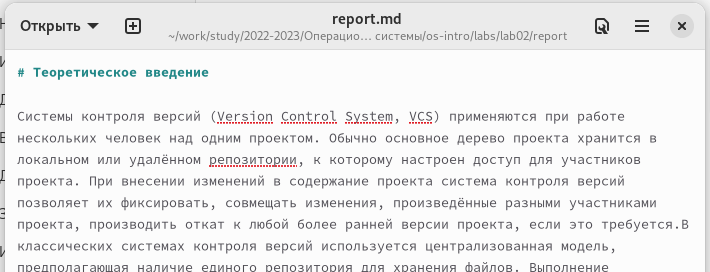 Открыть
report.md
~/work/study/2022-2023/Операцио… системы/os-intro/labs/lab02/report
# Теоретическое введение
Системы контроля версий (Version Control System, VCS) применяются при работе
нескольких человек над одним проектом. Обычно основное дерево проекта хранится в
локальном или удалённом репозитории, к которому настроен доступ для участников
проекта. При внесении изменений в содержание проекта система контроля версий
позволяет их фиксировать, совмещать изменения, произведённые разными участниками
проекта, производить откат к любой более ранней версии проекта, если это требуется.В
классических системах контроля версий используется централизованная модель,
предполагающая наличие единого репозитория для хранения файлов. Выполнение